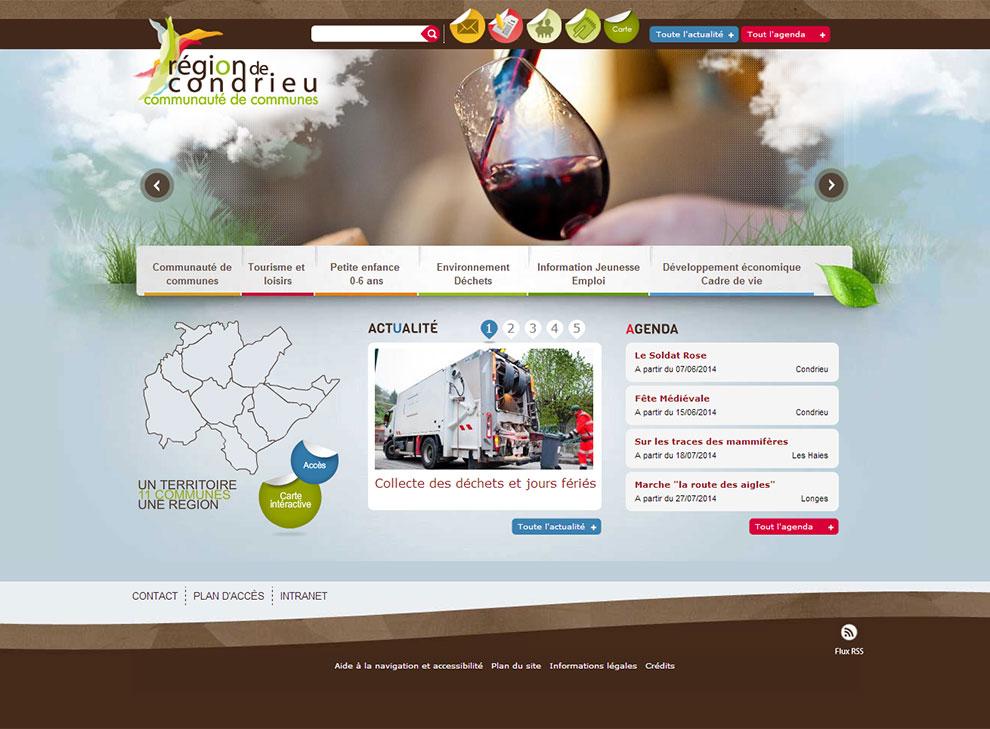 Carte
Toute l'actualité +
Tout l'agenda +
région de
condrieu
communauté de communes
Communauté de
communes
Tourisme et
loisirs
Petite enfance
0-6 ans
Environnement
Déchets
Information Jeunesse
Emploi
Développement économique
Cadre de vie
ACTUALITÉ
1 2 3 4 5
Collecte des déchets et jours fériés
Toute l'actualité +
AGENDA
Le Soldat Rose
A partir du 07/06/2014 Condrieu
Fête Médiévale
A partir du 15/06/2014 Condrieu
Sur les traces des mammifères
A partir du 18/07/2014 Les Haies
Marche "la route des aigles"
A partir du 27/07/2014 Longes
Tout l'agenda +
Accès
Carte
intéractive
UN TERRITOIRE
11 COMMUNES
UNE REGION
CONTACT PLAN D'ACCÈS INTRANET
Flux RSS
Aide à la navigation et accessibilité Plan du site Informations légales Crédits